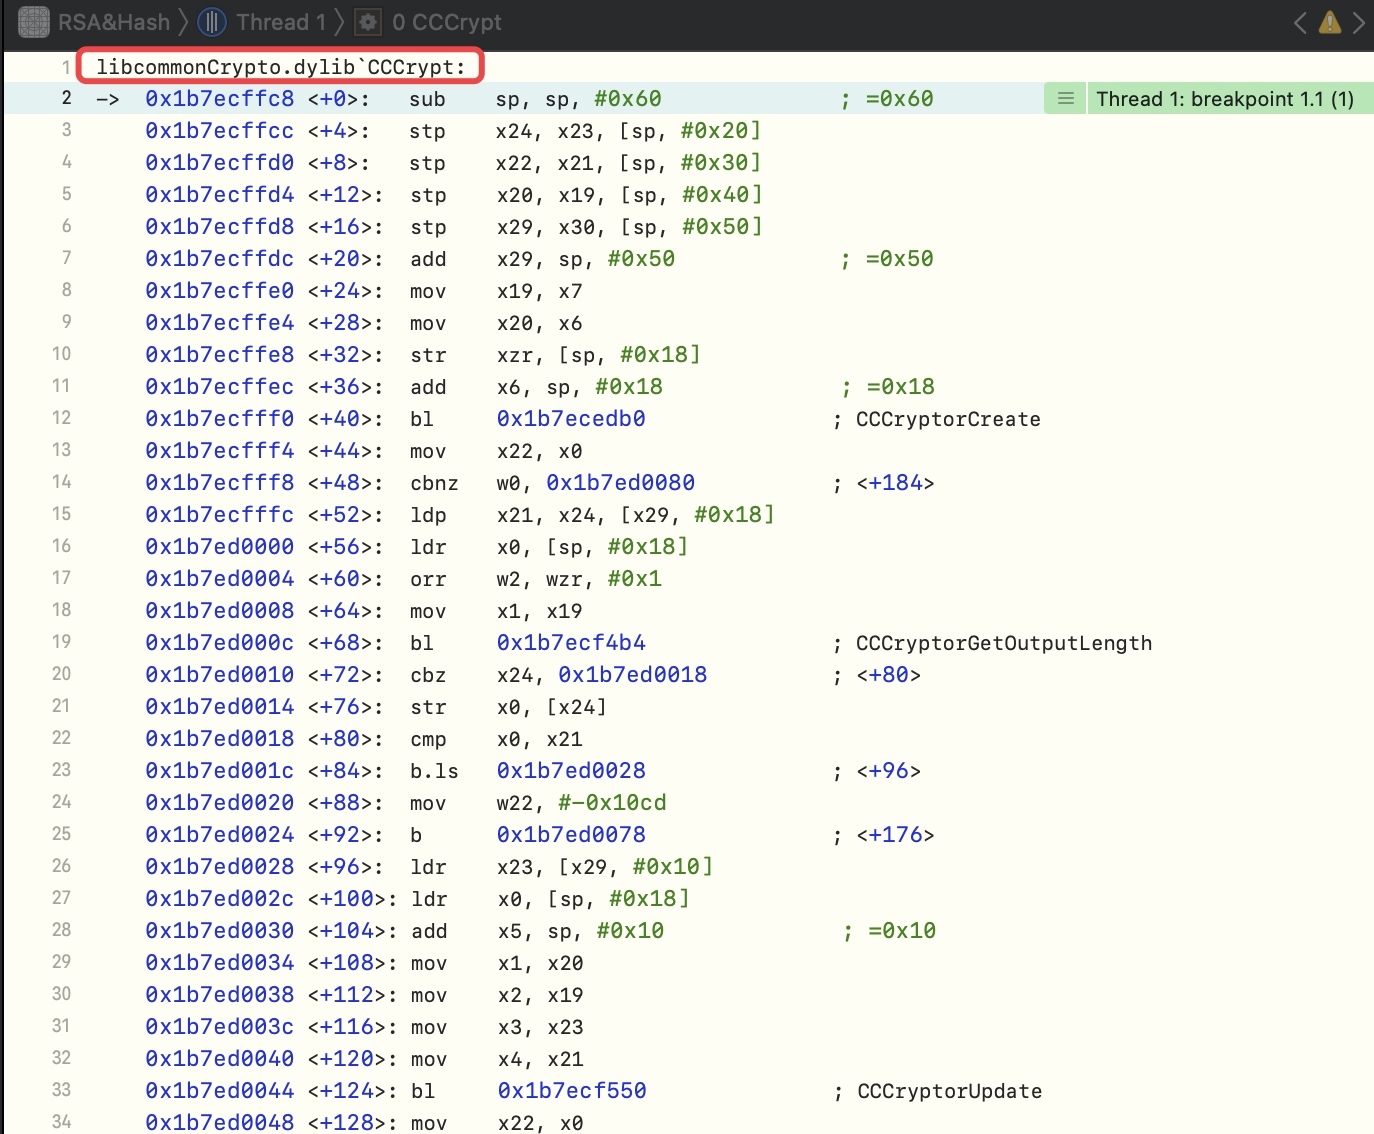 RSA&Hash Thread 1 0 CCCrypt
1 libcommonCrypto.dylib`CCCrypt:
2 -> 0x1b7ecffc8 <+0>: sub sp, sp, #0x60 ; =0x60 Thread 1: breakpoint 1.1 (1)
3 0x1b7ecffcc <+4>: stp x24, x23, [sp, #0x20]
4 0x1b7ecffd0 <+8>: stp x22, x21, [sp, #0x30]
5 0x1b7ecffd4 <+12>: stp x20, x19, [sp, #0x40]
6 0x1b7ecffd8 <+16>: stp x29, x30, [sp, #0x50]
7 0x1b7ecffdc <+20>: add x29, sp, #0x50 ; =0x50
8 0x1b7ecffe0 <+24>: mov x19, x7
9 0x1b7ecffe4 <+28>: mov x20, x6
10 0x1b7ecffe8 <+32>: str xzr, [sp, #0x18]
11 0x1b7ecffec <+36>: add x6, sp, #0x18 ; =0x18
12 0x1b7ecfff0 <+40>: bl 0x1b7ecedb0 ; CCCryptorCreate
13 0x1b7ecfff4 <+44>: mov x22, x0
14 0x1b7ecfff8 <+48>: cbnz w0, 0x1b7ed0080 ; <+184>
15 0x1b7ecfffc <+52>: ldp x21, x24, [x29, #0x18]
16 0x1b7ed0000 <+56>: ldr x0, [sp, #0x18]
17 0x1b7ed0004 <+60>: orr w2, wzr, #0x1
18 0x1b7ed0008 <+64>: mov x1, x19
19 0x1b7ed000c <+68>: bl 0x1b7ecf4b4 ; CCCryptorGetOutputLength
20 0x1b7ed0010 <+72>: cbz x24, 0x1b7ed0018 ; <+80>
21 0x1b7ed0014 <+76>: str x0, [x24]
22 0x1b7ed0018 <+80>: cmp x0, x21
23 0x1b7ed001c <+84>: b.ls 0x1b7ed0028 ; <+96>
24 0x1b7ed0020 <+88>: mov w22, #-0x10cd
25 0x1b7ed0024 <+92>: b 0x1b7ed0078 ; <+176>
26 0x1b7ed0028 <+96>: ldr x23, [x29, #0x10]
27 0x1b7ed002c <+100>: ldr x0, [sp, #0x18]
28 0x1b7ed0030 <+104>: add x5, sp, #0x10 ; =0x10
29 0x1b7ed0034 <+108>: mov x1, x20
30 0x1b7ed0038 <+112>: mov x2, x19
31 0x1b7ed003c <+116>: mov x3, x23
32 0x1b7ed0040 <+120>: mov x4, x21
33 0x1b7ed0044 <+124>: bl 0x1b7ecf550 ; CCCryptorUpdate
34 0x1b7ed0048 <+128>: mov x22, x0